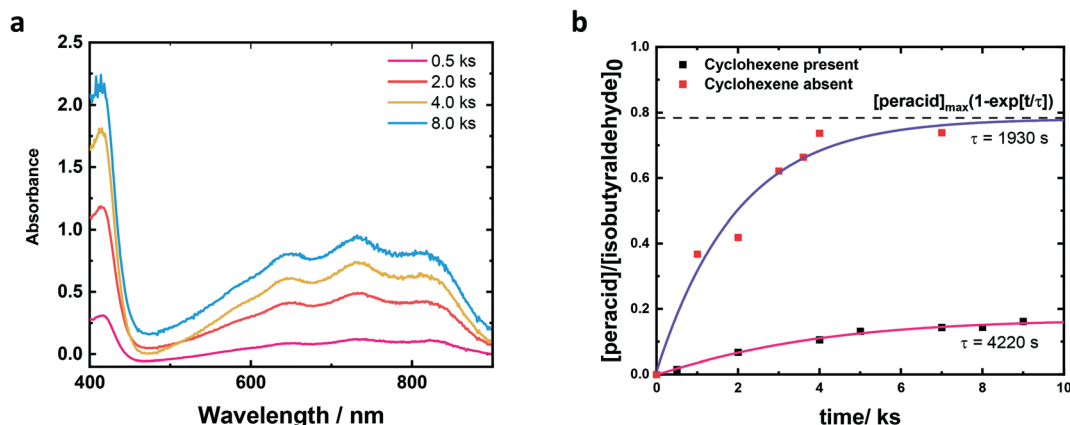 a
Absorbance
2.5
2.0
1.5
1.0
0.5
0.0
0.5 ks
2.0 ks
4.0 ks
8.0 ks
400 500 600 700 800
Wavelength / nm
b
[peracid]/[isobutyraldehyde]0
1.0
0.8
0.6
0.4
0.2
0.0
Cyclohexene present
Cyclohexene absent
[peracid]max(1-exp[t/τ])
τ = 1930 s
τ = 4220 s
0 2 4 6 8 10
time/ ks